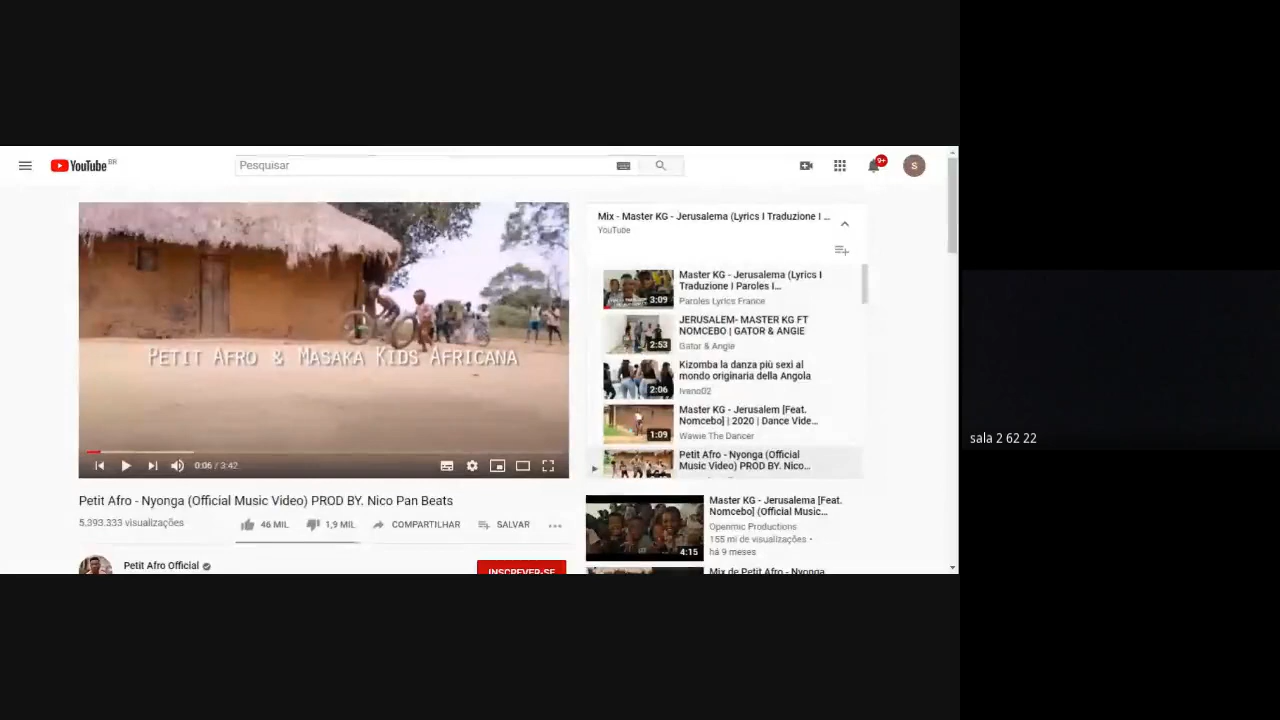 YouTube BR
Pesquisar
9+
S
PETIT AFRO & MASAKA KIDS AFRICANA
0:06 / 3:42
Petit Afro - Nyonga (Official Music Video) PROD BY. Nico Pan Beats
5.393.333 visualizações
46 MIL
1,9 MIL
COMPARTILHAR
SALVAR
Petit Afro Official
INSCREVER-SE
Mix - Master KG - Jerusalema (Lyrics I Traduzione I ...
YouTube
3:09
Master KG - Jerusalema (Lyrics I
Traduzione I Paroles I...
Paroles Lyrics France
2:53
JERUSALEM- MASTER KG FT
NOMCEBO | GATOR & ANGIE
Gator & Angie
2:06
Kizomba la danza più sexi al
mondo originaria della Angola
Ivano02
1:09
Master KG - Jerusalem [Feat.
Nomcebo] | 2020 | Dance Vide...
Wawie The Dancer
Petit Afro - Nyonga (Official
Music Video) PROD BY. Nico...
4:15
Master KG - Jerusalema [Feat.
Nomcebo] (Official Music...
Openmic Productions
155 mi de visualizações •
há 9 meses
Mix de Petit Afro - Nyonga
sala 2 62 22